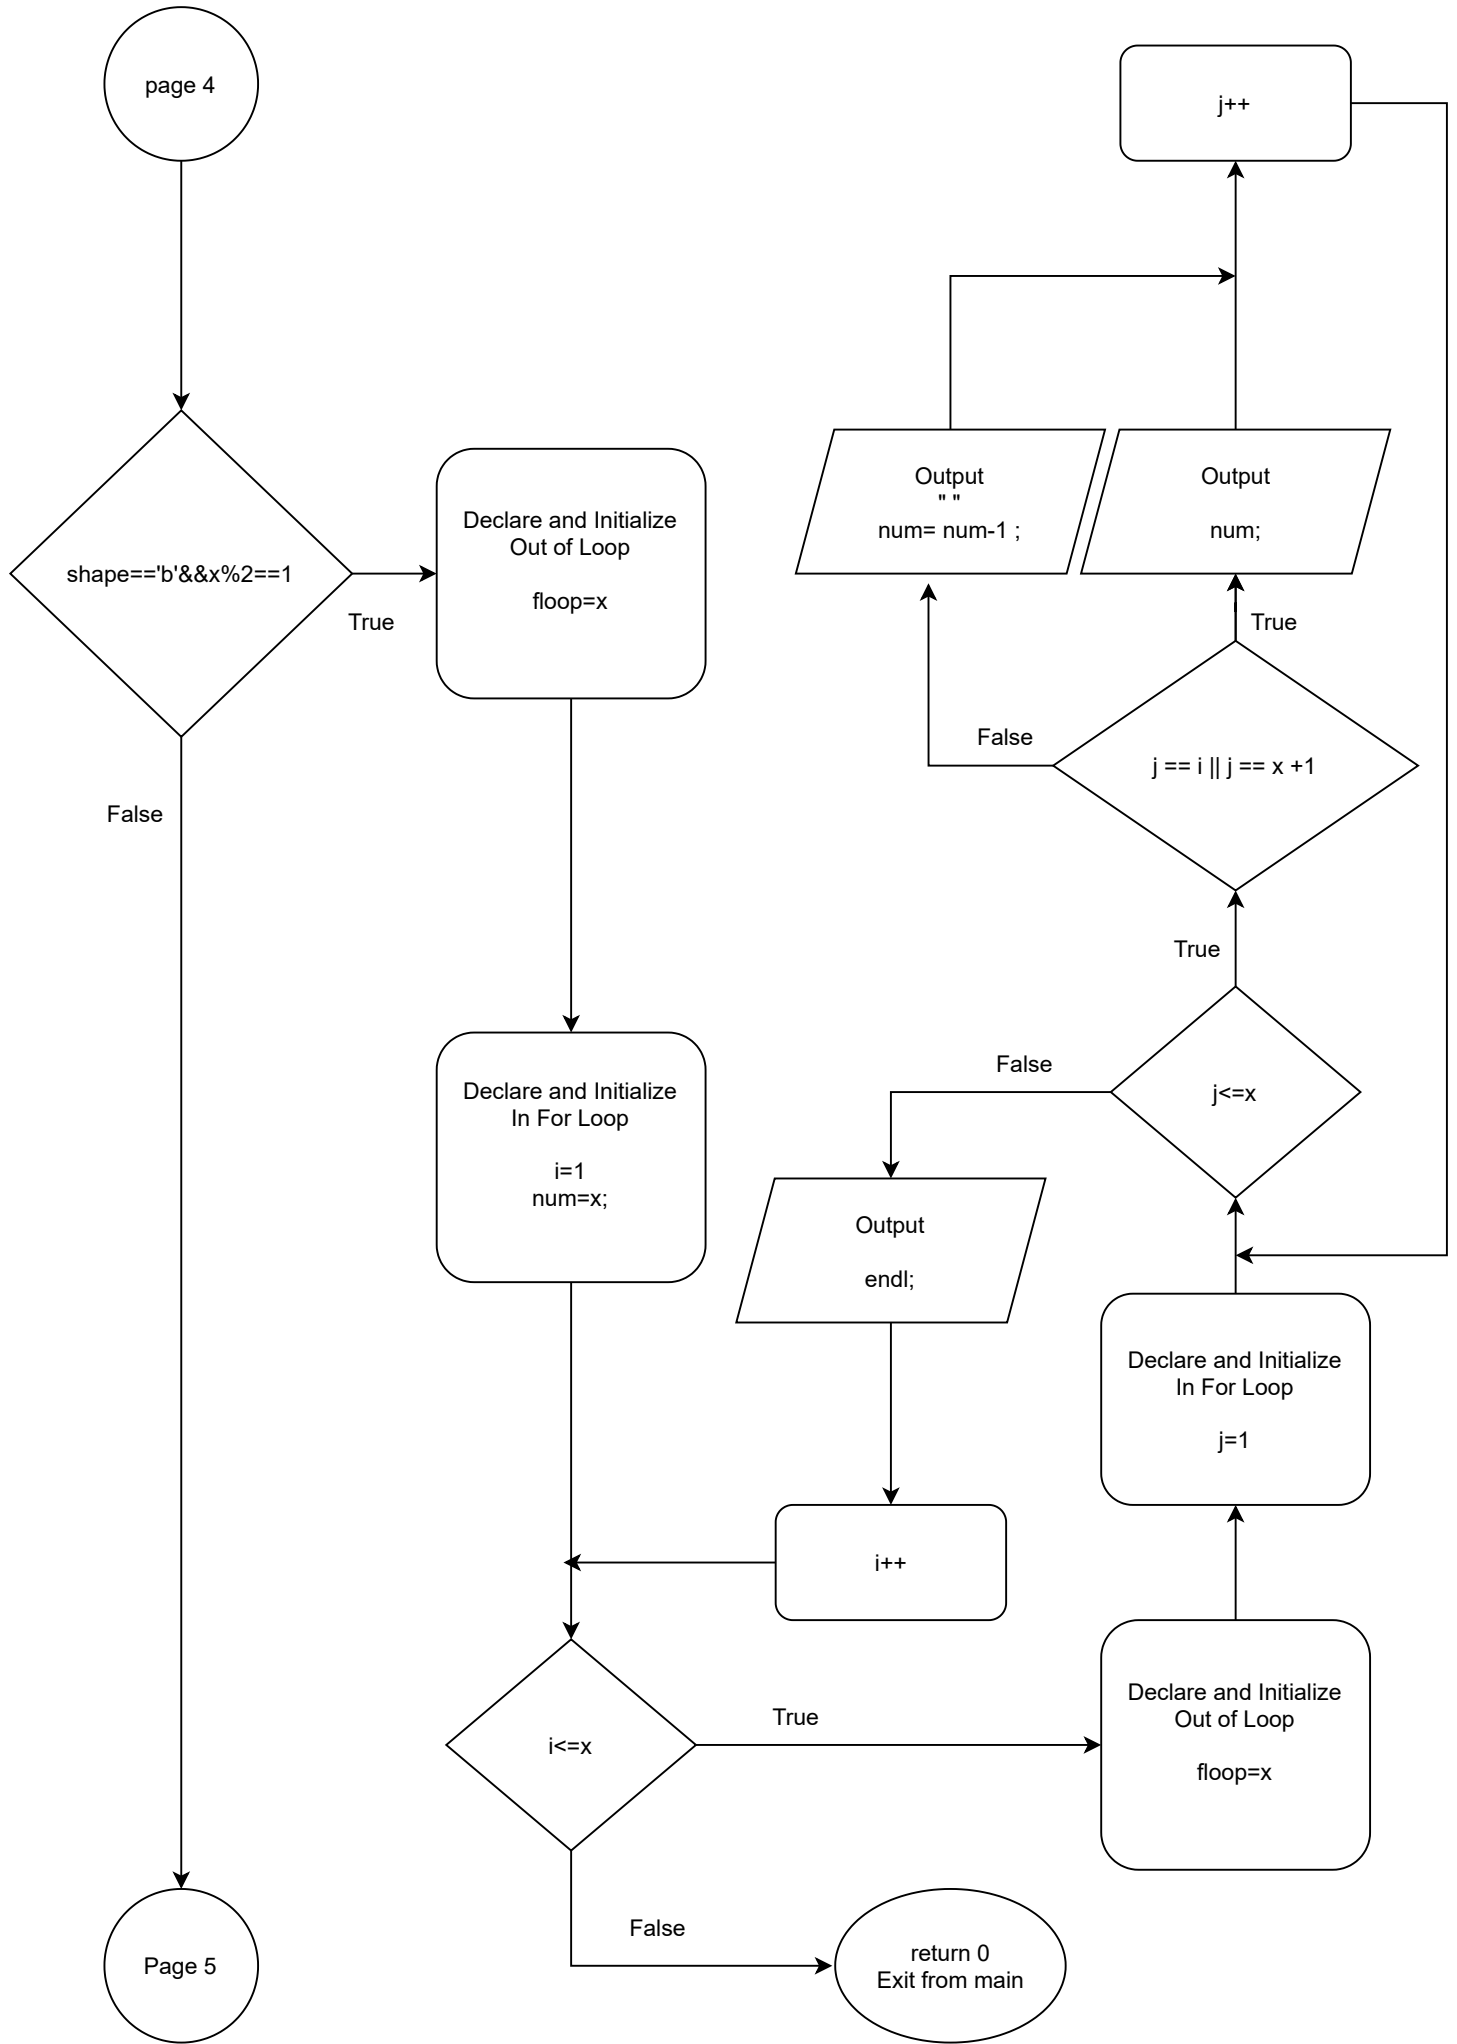 page 4
shape=='b'&&x%2==1
True
False
Page 5
Declare and Initialize
Out of Loop
floop=x
Declare and Initialize
In For Loop
i=1
num=x;
i<=x
True
False
return 0
Exit from main
Declare and Initialize
Out of Loop
floop=x
Declare and Initialize
In For Loop
j=1
j<=x
True
False
Output
endl;
i++
j == i || j == x +1
True
False
Output
num;
Output
" "
num= num-1 ;
j++